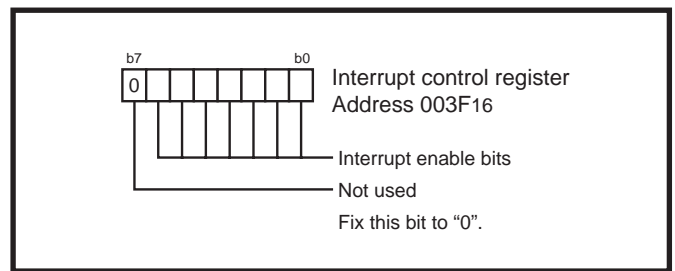 b7 b0
0
Interrupt control register
Address 003F16
Interrupt enable bits
Not used
Fix this bit to “0”.